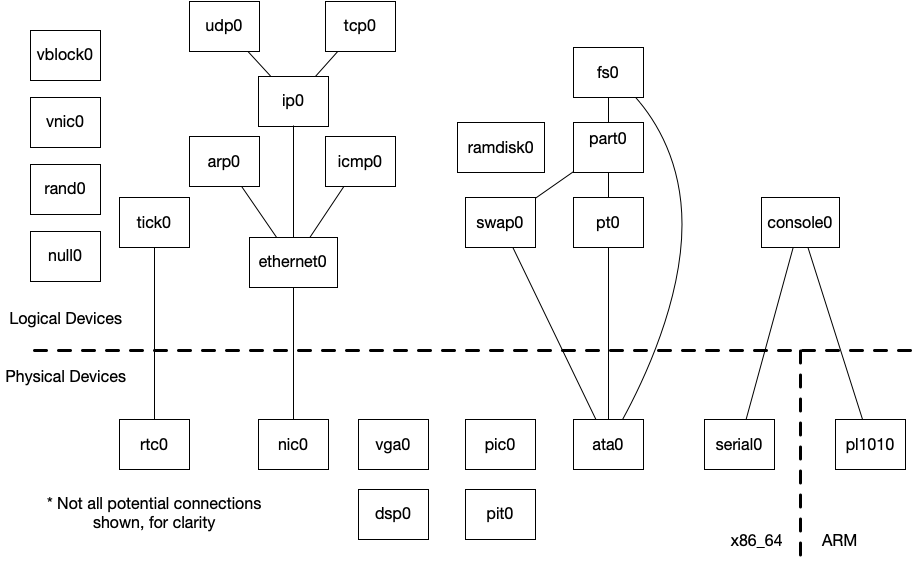 udp0
tcp0
vblock0
fs0
ip0
vnic0
part0
ramdisk0
arp0
icmp0
rand0
tick0
swap0
pt0
console0
null0
ethernet0
Logical Devices
Physical Devices
rtc0
nic0
vga0
pic0
ata0
serial0
pl1010
* Not all potential connections
shown, for clarity
dsp0
pit0
x86_64
ARM